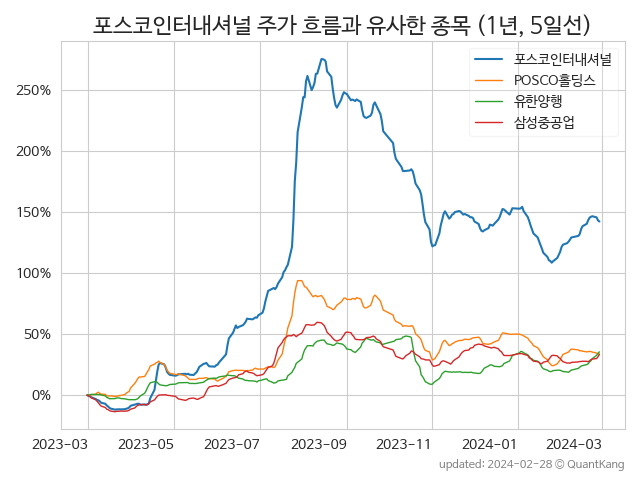 포스코인터내셔널 주가 흐름과 유사한 종목 (1년, 5일선)
포스코인터내셔널
POSCO홀딩스
유한양행
삼성중공업
250%
200%
150%
100%
50%
0%
2023-03 2023-05 2023-07 2023-09 2023-11 2024-01 2024-03
updated: 2024-02-28 © QuantKang